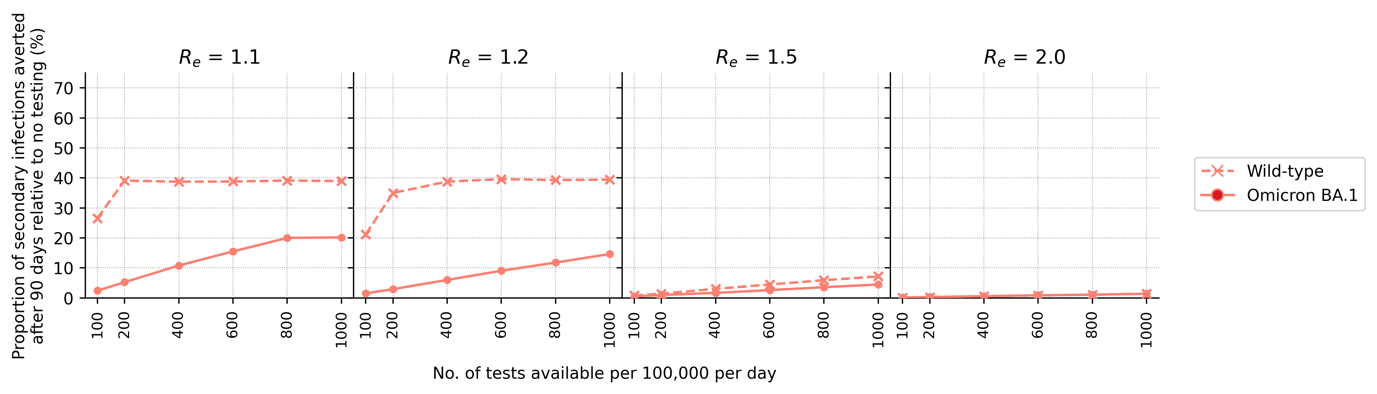 Proportion of secondary infections averted
after 90 days relative to no testing (%)
Re = 1.1
Re = 1.2
Re = 1.5
Re = 2.0
70
60
50
40
30
20
10
0
100 200 400 600 800 1000
100 200 400 600 800 1000
100 200 400 600 800 1000
100 200 400 600 800 1000
No. of tests available per 100,000 per day
Wild-type
Omicron BA.1